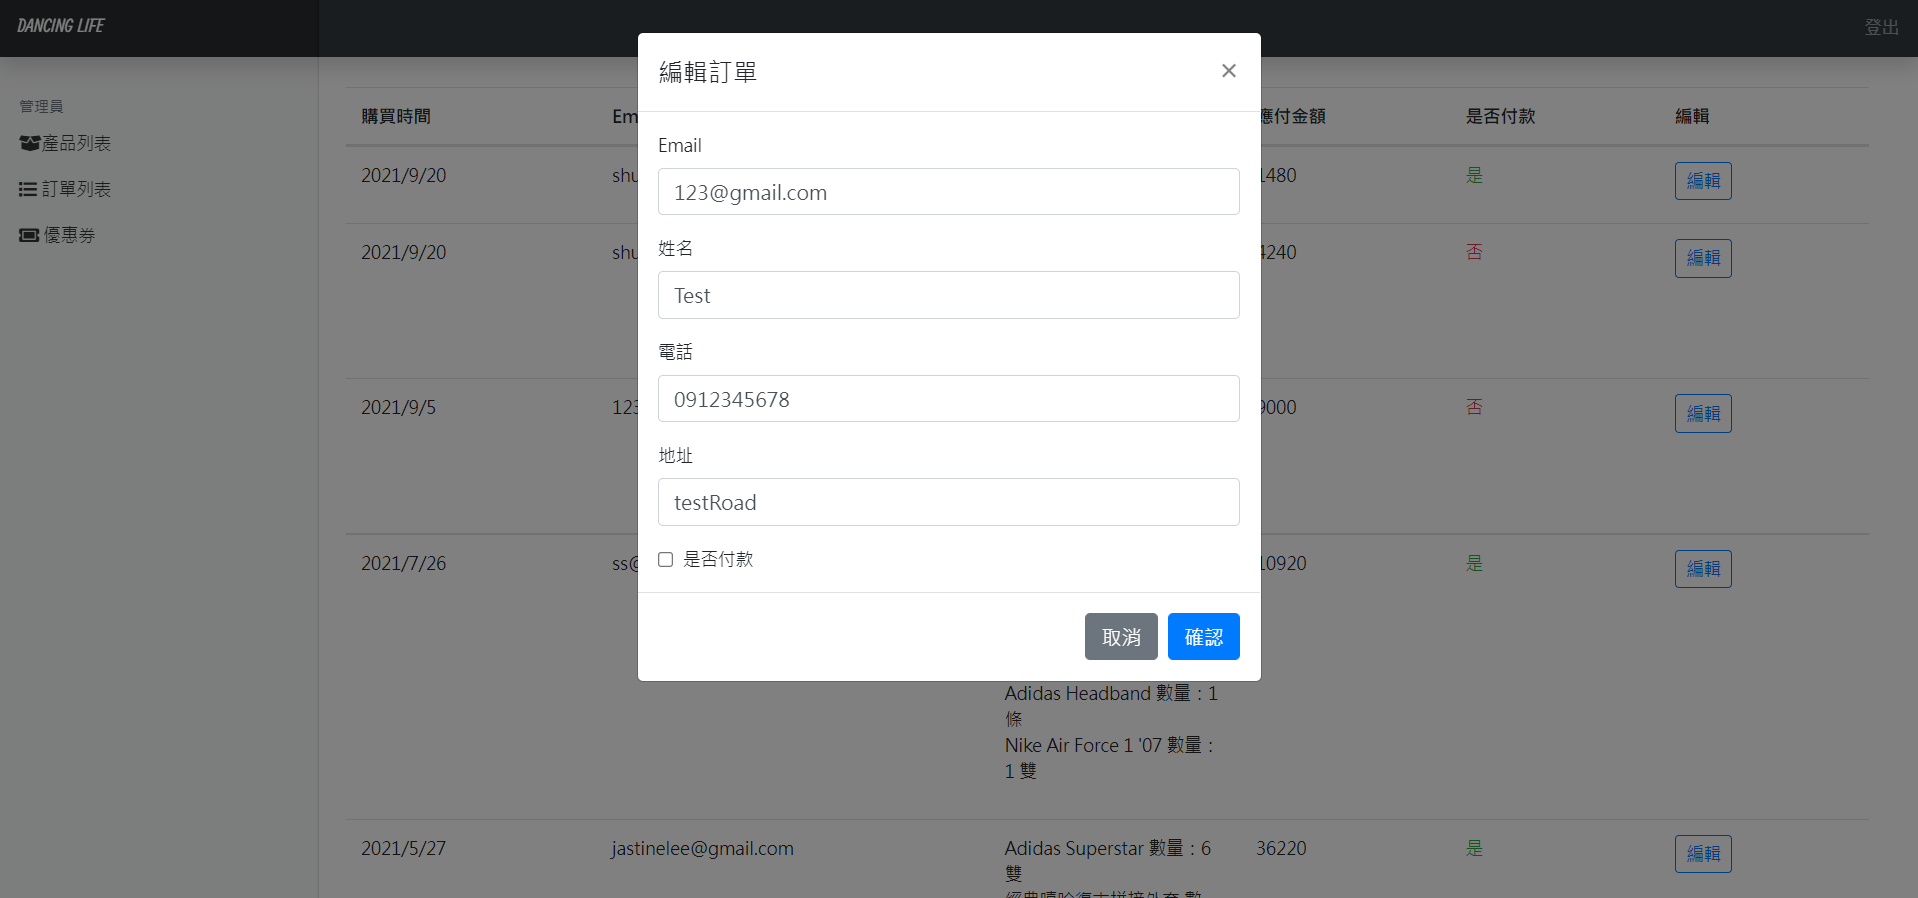 DANCING LIFE
登出
管理員
產品列表
訂單列表
優惠券
編輯訂單
×
Email
123@gmail.com
姓名
Test
電話
0912345678
地址
testRoad
是否付款
取消 確認
購買時間 應付金額 是否付款 編輯
2021/9/20 shu 是 編輯
2021/9/20 shu 4240 否 編輯
2021/9/5 123 9000 否 編輯
2021/7/26 ss@ 10920 是 編輯
Adidas Headband 數量：1
條
Nike Air Force 1 '07 數量：
1 雙
2021/5/27 jastinelee@gmail.com Adidas Superstar 數量：6 36220 是 編輯
雙